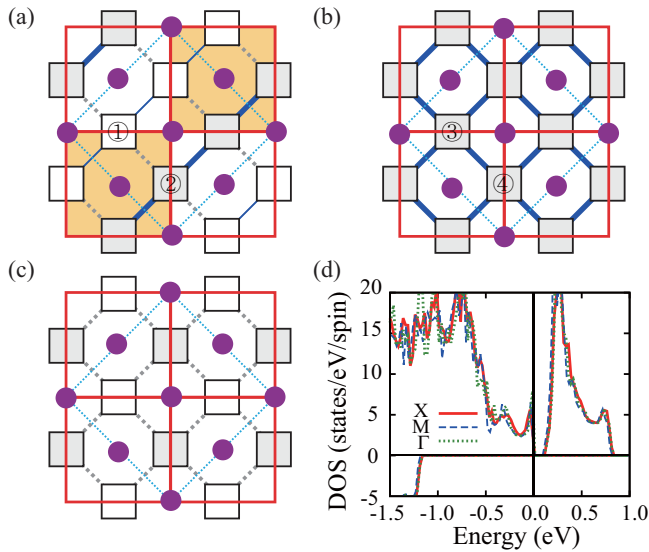 (a)
(b)
①
②
③
④
(c)
(d)
DOS (states/eV/spin)
20
15
10
5
0
-5
X
M
Γ
-1.5 -1.0 -0.5 0.0 0.5 1.0
Energy (eV)